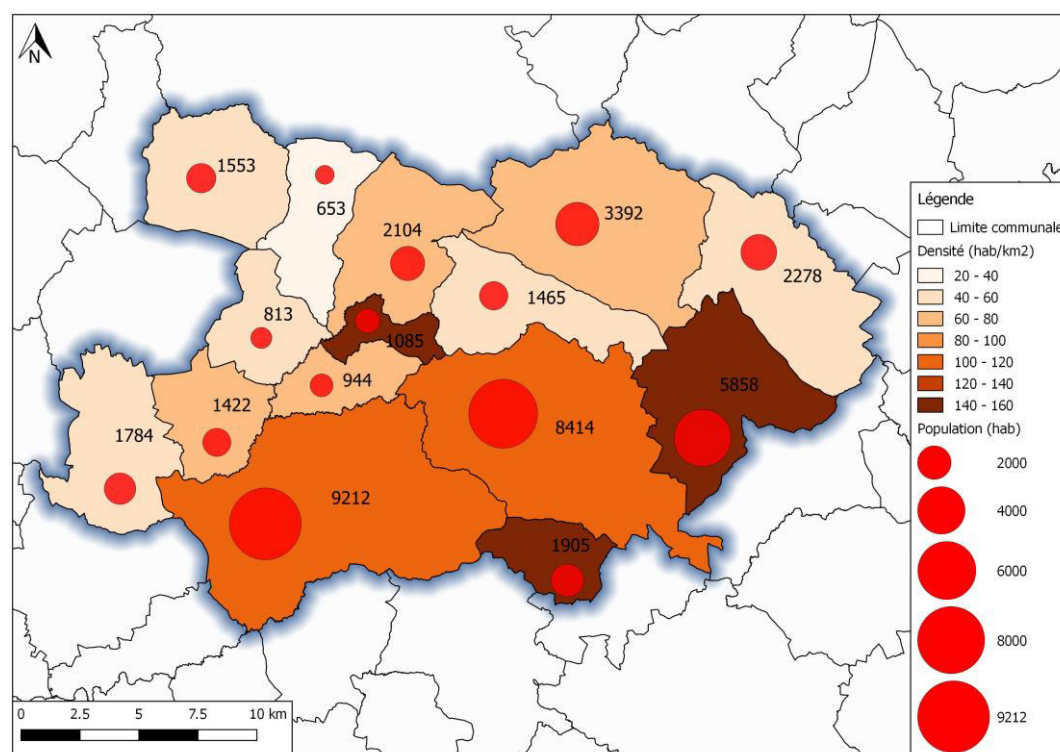 N
1553
653
2104
3392
2278
813
1465
1085
944
5858
1422
1784
8414
9212
1905
Légende
Limite communale
Densité (hab/km2)
20 - 40
40 - 60
60 - 80
80 - 100
100 - 120
120 - 140
140 - 160
Population (hab)
2000
4000
6000
8000
9212
0 2.5 5 7.5 10 km